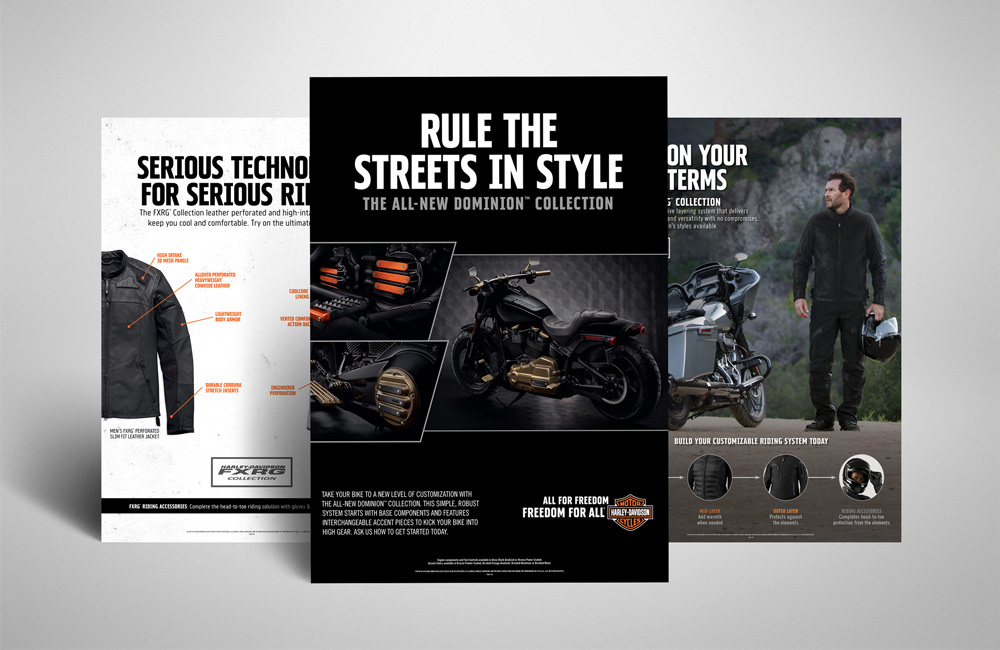 SERIOUS TECHNO
FOR SERIOUS RI
The FXRG® Collection leather perforated and high-int
keep you cool and comfortable. Try on the ultimat
HIGH INTAKE
3D MESH PANELS
ALLOVER PERFORATED
HEAVYWEIGHT
COWHIDE LEATHER
LIGHTWEIGHT
BODY ARMOR
COOLCORE
LINING
VENTED COMFO
ACTION BAC
DURABLE CORDURA
STRETCH INSERTS
ENGINEERED
PERFORATION
MEN'S FXRG® PERFORATED
SLIM FIT LEATHER JACKET
HARLEY-DAVIDSON
FXRG
COLLECTION
FXRG® RIDING ACCESSORIES Complete the head-to-toe riding solution with gloves &
RULE THE
STREETS IN STYLE
THE ALL-NEW DOMINION™ COLLECTION
TAKE YOUR BIKE TO A NEW LEVEL OF CUSTOMIZATION WITH
THE ALL-NEW DOMINION™ COLLECTION. THIS SIMPLE, ROBUST
SYSTEM STARTS WITH BASE COMPONENTS AND FEATURES
INTERCHANGEABLE ACCENT PIECES TO KICK YOUR BIKE INTO
HIGH GEAR. ASK US HOW TO GET STARTED TODAY.
ALL FOR FREEDOM
FREEDOM FOR ALL
MOTOR
HARLEY-DAVIDSON
CYCLES
ON YOUR
TERMS
G® COLLECTION
ive layering system that delivers
and versatility with no compromises.
n's styles available
BUILD YOUR CUSTOMIZABLE RIDING SYSTEM TODAY
MID-LAYER
Add warmth
when needed
OUTER LAYER
Protects against
the elements
RIDING ACCESSORIES
Completes head-to-toe
protection from the elements